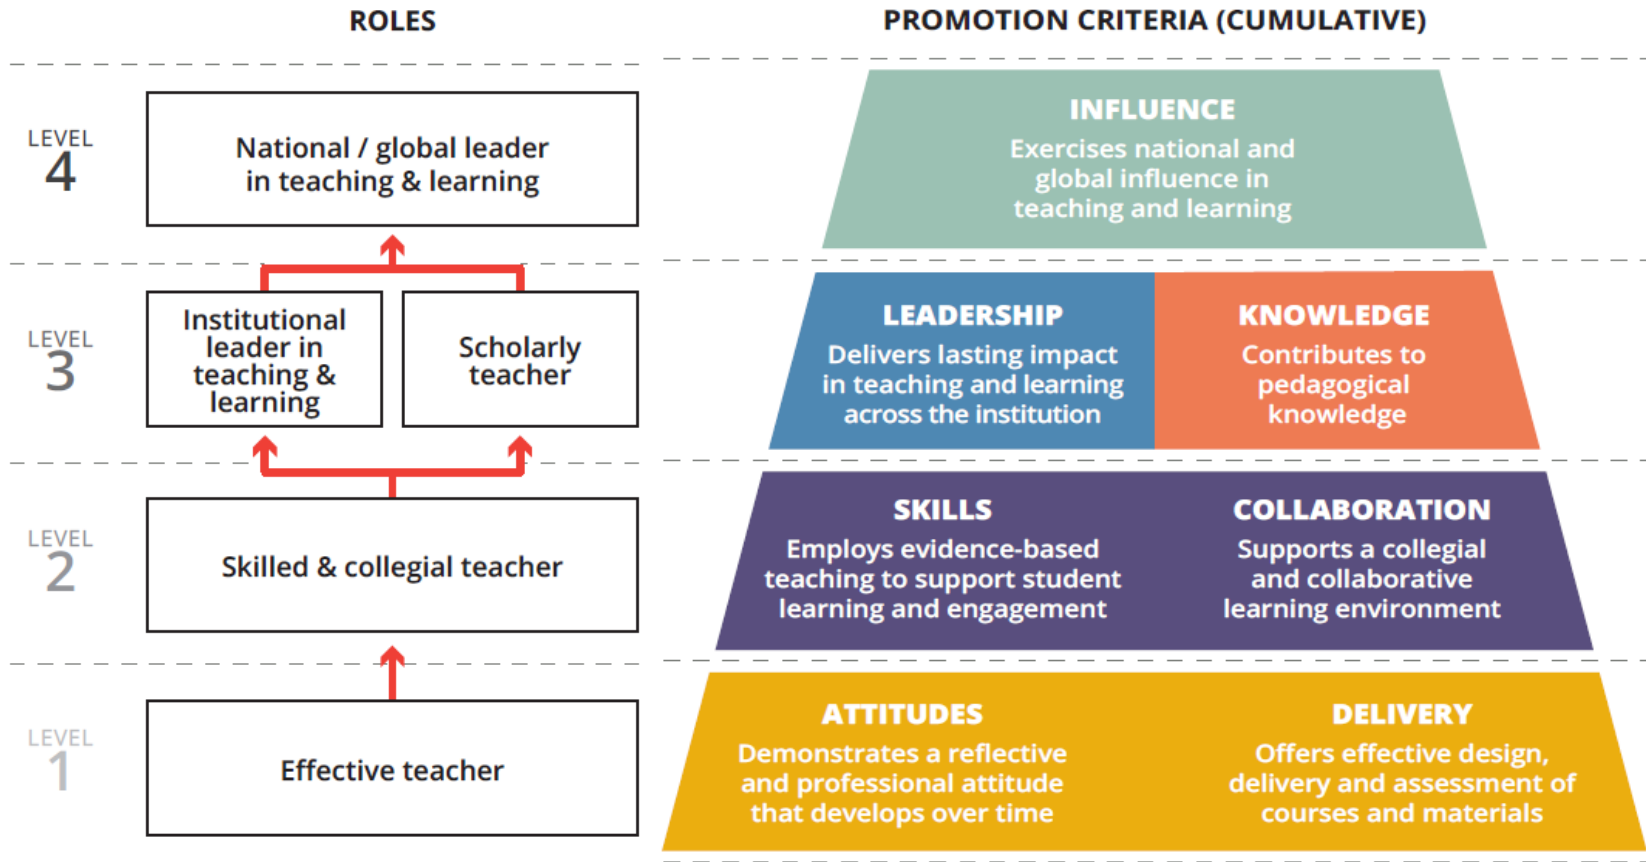 ROLES
PROMOTION CRITERIA (CUMULATIVE)
LEVEL
4
National / global leader
in teaching & learning
INFLUENCE
Exercises national and
global influence in
teaching and learning
LEVEL
3
Institutional
leader in
teaching &
learning
Scholarly
teacher
LEADERSHIP
Delivers lasting impact
in teaching and learning
across the institution
KNOWLEDGE
Contributes to
pedagogical
knowledge
LEVEL
2
Skilled & collegial teacher
SKILLS
Employs evidence-based
teaching to support student
learning and engagement
COLLABORATION
Supports a collegial
and collaborative
learning environment
LEVEL
1
Effective teacher
ATTITUDES
Demonstrates a reflective
and professional attitude
that develops over time
DELIVERY
Offers effective design,
delivery and assessment of
courses and materials